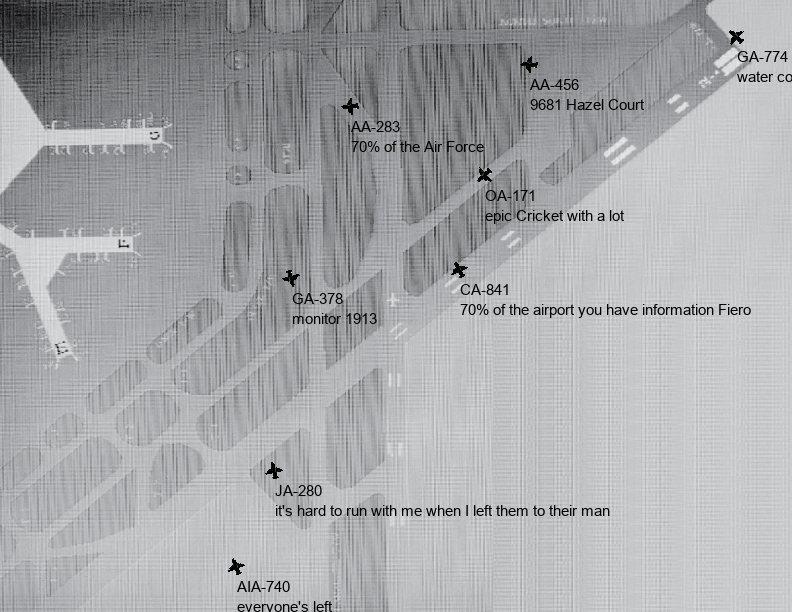 GA-774
water co
AA-456
9681 Hazel Court
AA-283
70% of the Air Force
OA-171
epic Cricket with a lot
CA-841
70% of the airport you have information Fiero
GA-378
monitor 1913
JA-280
it's hard to run with me when I left them to their man
AIA-740
everyone's left